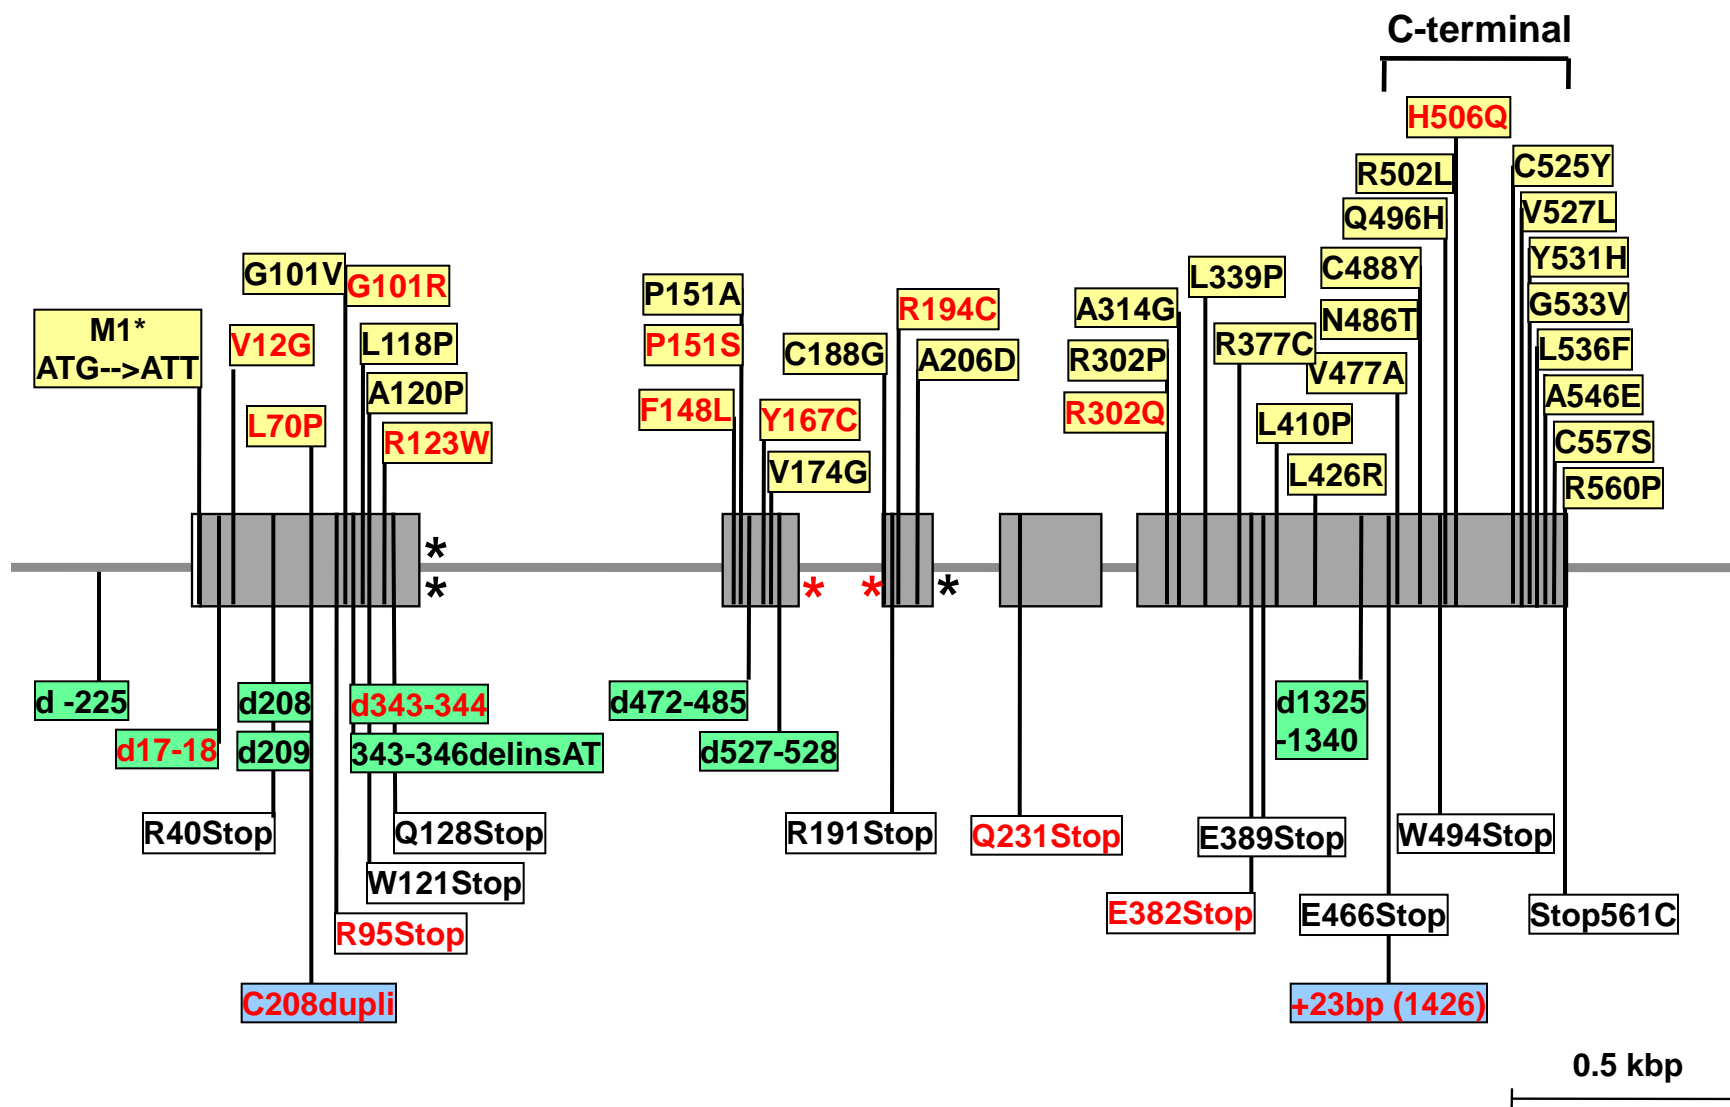 C-terminal
H506Q
R502L
C525Y
Q496H
V527L
G101V
G101R
P151A
L339P
C488Y
Y531H
M1*
ATG-->ATT
V12G
L118P
P151S
C188G
R194C
A206D
A314G
R302P
R377C
N486T
G533V
L536F
V477A
A120P
F148L
Y167C
R302Q
L410P
A546E
L70P
R123W
V174G
L426R
C557S
R560P
*
*
*
*
*
d -225
d17-18
d208
d209
d343-344
343-346delinsAT
d472-485
d527-528
d1325
-1340
R40Stop
Q128Stop
R191Stop
Q231Stop
E389Stop
W494Stop
W121Stop
R95Stop
E382Stop
E466Stop
Stop561C
C208dupli
+23bp (1426)
0.5 kbp